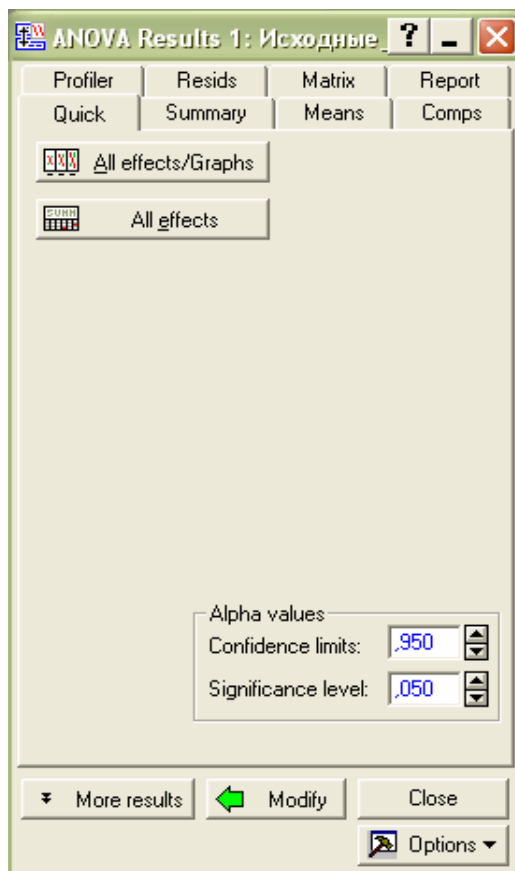 ANOVA Results 1: Исходные_ ?
Profiler Resids Matrix Report
Quick Summary Means Comps
All effects/Graphs
SUMM All effects
Alpha values
Confidence limits: ,950
Significance level: ,050
More results Modify Close
Options